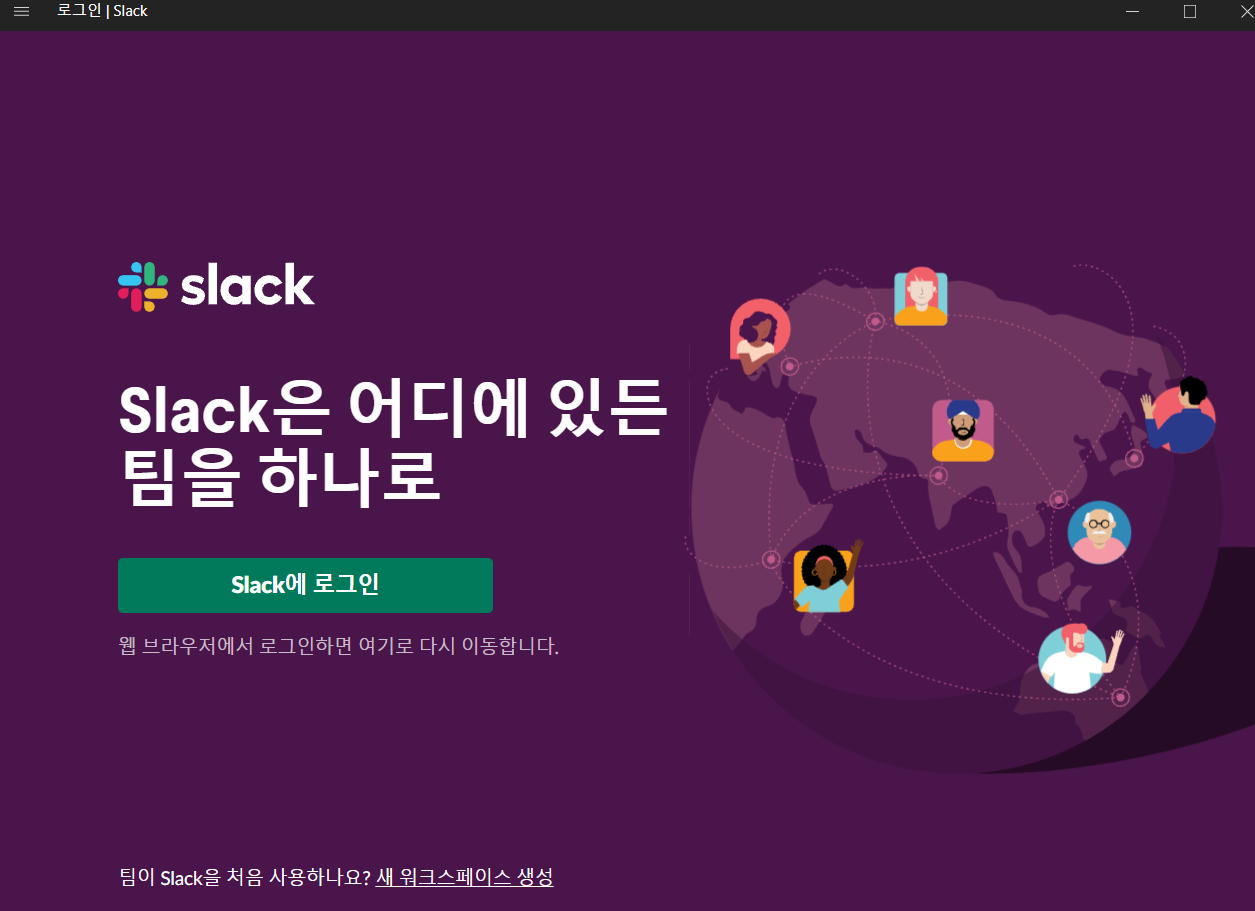 로그인 | Slack
slack
Slack은 어디에 있든
팀을 하나로
Slack에 로그인
웹 브라우저에서 로그인하면 여기로 다시 이동합니다.
팀이 Slack을 처음 사용하나요? 새 워크스페이스 생성